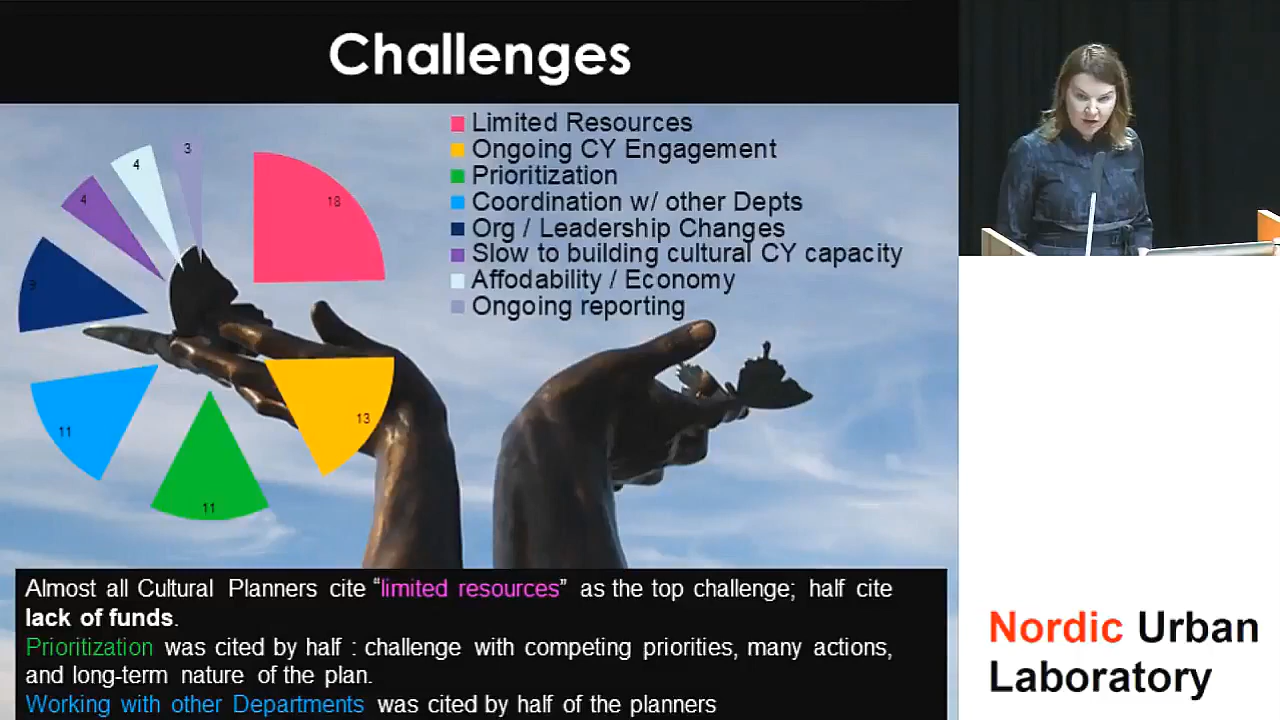 Challenges
Limited Resources
Ongoing CY Engagement
Prioritization
Coordination w/ other Depts
Org / Leadership Changes
Slow to building cultural CY capacity
Affodability / Economy
Ongoing reporting
18
13
11
11
9
4
4
3
Almost all Cultural Planners cite “limited resources” as the top challenge; half cite
lack of funds.
Prioritization was cited by half : challenge with competing priorities, many actions,
and long-term nature of the plan.
Working with other Departments was cited by half of the planners
Nordic Urban
Laboratory